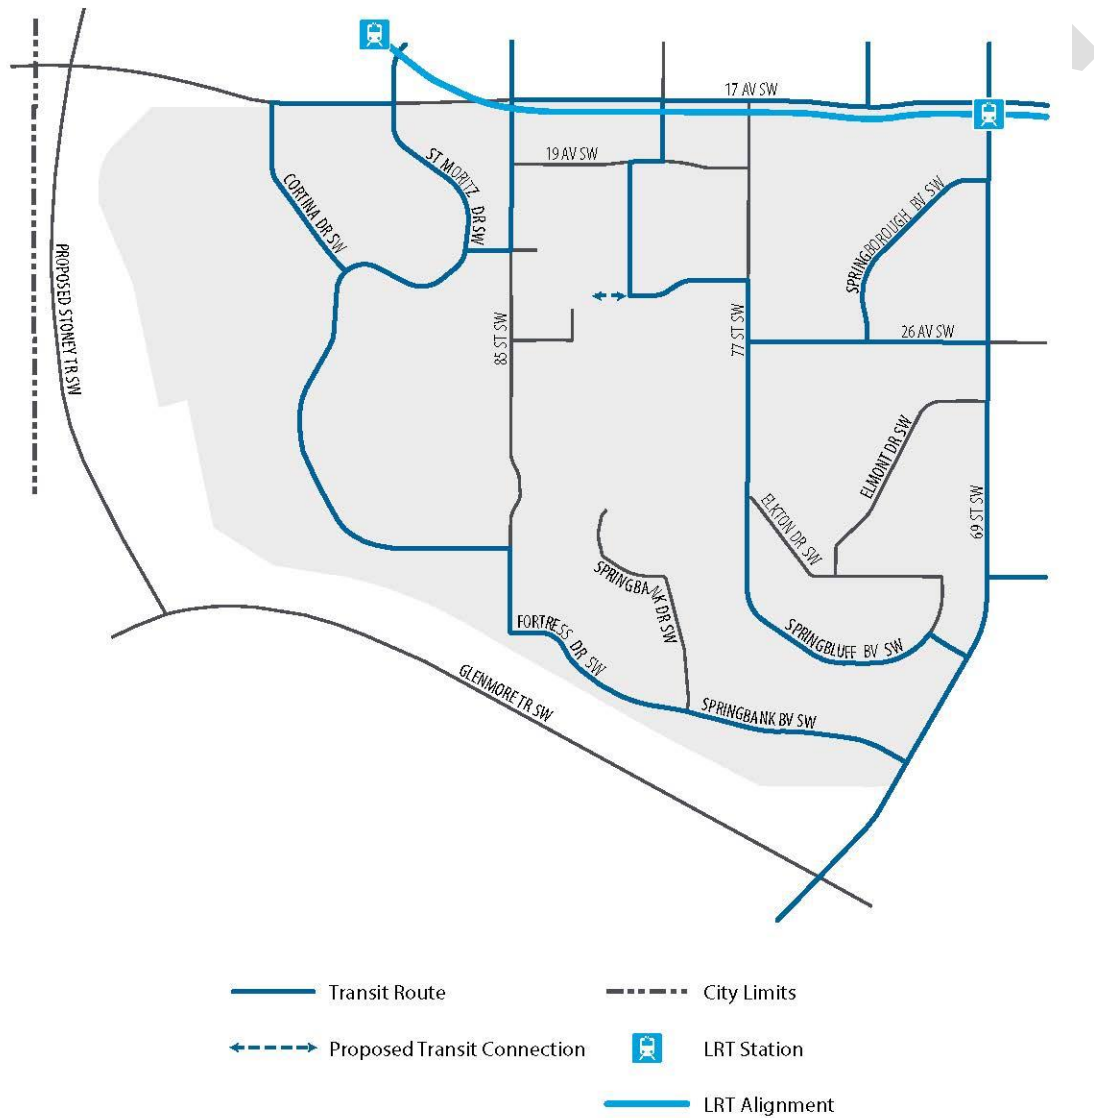 17 AV SW
19 AV SW
ST MORITZ DR SW
CORTINA DR SW
SPRINGBOROUGH BV SW
PROPOSED STONEY TR SW
85 ST SW
77 ST SW
26 AV SW
ELMONT DR SW
69 ST SW
ELKTON DR SW
SPRINGBANK DR SW
FORTRESS DR SW
SPRINGBLUFF BV SW
GLENMORE TR SW
SPRINGBANK BV SW
Transit Route
City Limits
Proposed Transit Connection
LRT Station
LRT Alignment